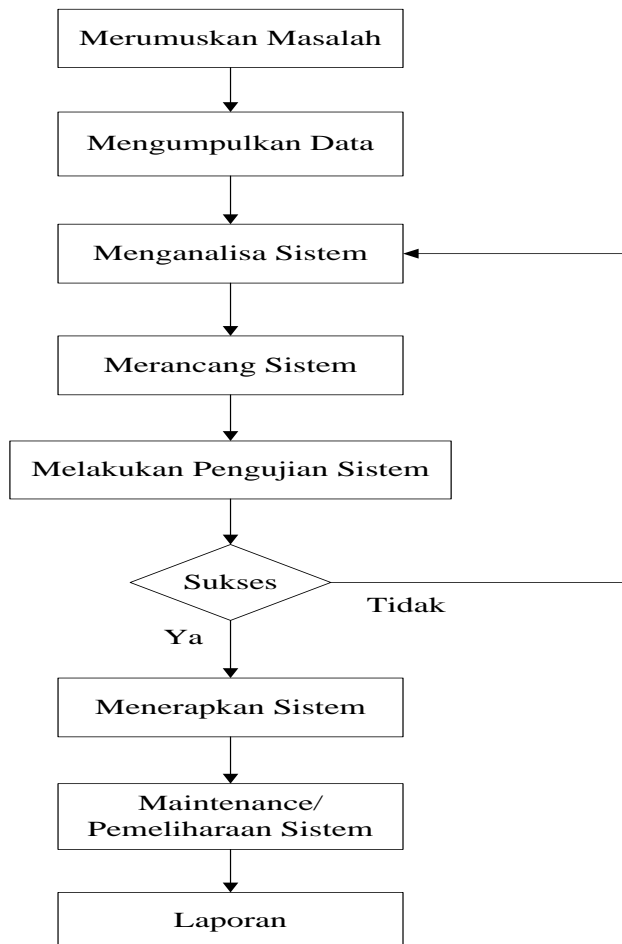 Merumuskan Masalah
Mengumpulkan Data
Menganalisa Sistem
Merancang Sistem
Melakukan Pengujian Sistem
Sukses
Tidak
Ya
Menerapkan Sistem
Maintenance/
Pemeliharaan Sistem
Laporan